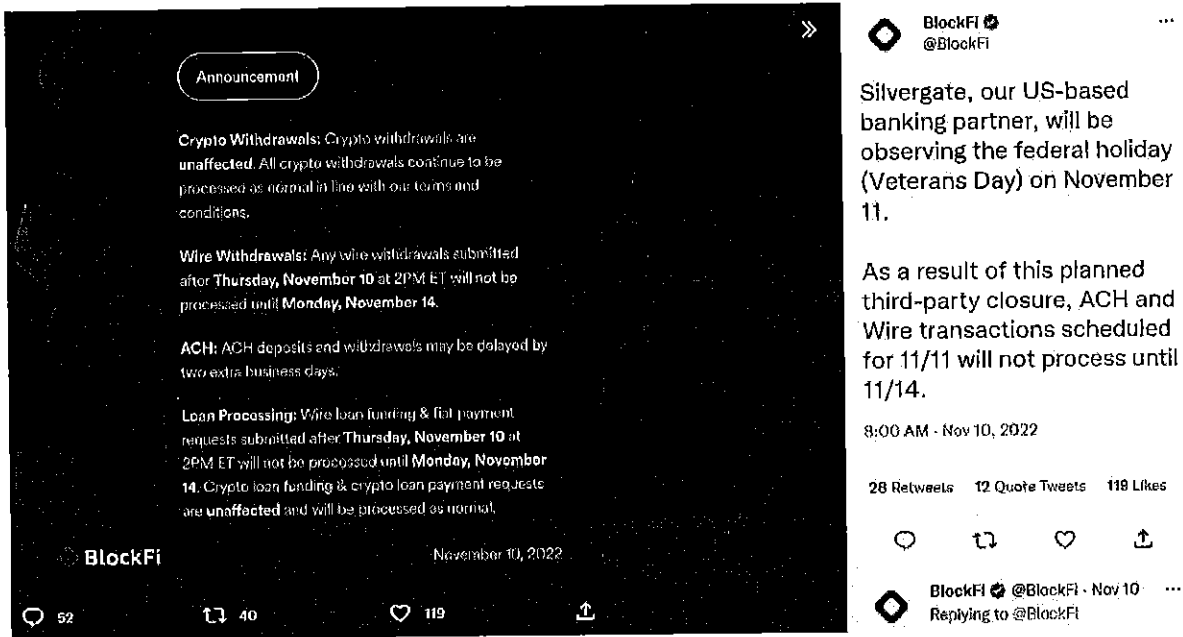 Announcement
Crypto Withdrawals: Crypto withdrawals are
unaffected. All crypto withdrawals continue to be
processed as normal in line with our terms and
conditions.
Wire Withdrawals: Any wire withdrawals submitted
after Thursday, November 10 at 2PM ET will not be
processed until Monday, November 14.
ACH: ACH deposits and withdrawals may be delayed by
two extra business days.
Loan Processing: Wire loan funding & fiat payment
requests submitted after Thursday, November 10 at
2PM ET will not be processed until Monday, November
14. Crypto loan funding & crypto loan payment requests
are unaffected and will be processed as normal.
BlockFi
November 10, 2022
52
40
119
BlockFi
@BlockFi
Silvergate, our US-based
banking partner, will be
observing the federal holiday
(Veterans Day) on November
11.
As a result of this planned
third-party closure, ACH and
Wire transactions scheduled
for 11/11 will not process until
11/14.
8:00 AM · Nov 10, 2022
28 Retweets 12 Quote Tweets 119 Likes
BlockFi @BlockFi · Nov 10
Replying to @BlockFi